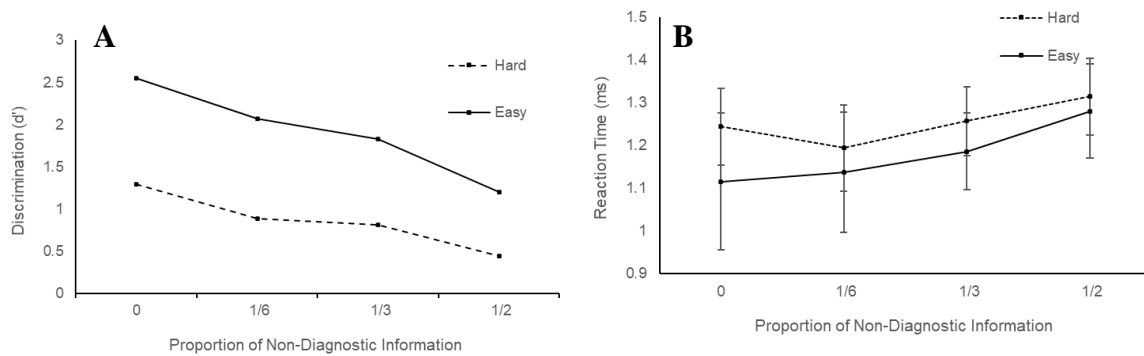 A
3
2.5
2
1.5
1
0.5
0
Discrimination (d')
Hard
Easy
0 1/6 1/3 1/2
Proportion of Non-Diagnostic Information
B
1.5
1.4
1.3
1.2
1.1
1
0.9
Reaction Time (ms)
Hard
Easy
0 1/6 1/3 1/2
Proportion of Non-Diagnostic Information